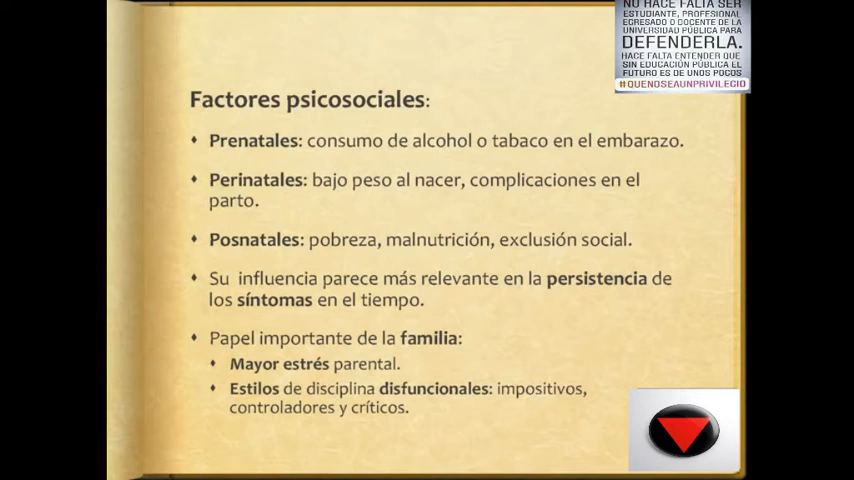 NO HACE FALTA SER
ESTUDIANTE, PROFESIONAL
EGRESADO O DOCENTE DE LA
UNIVERSIDAD PÚBLICA PARA
DEFENDERLA.
HACE FALTA ENTENDER QUE
SIN EDUCACIÓN PÚBLICA EL
FUTURO ES DE UNOS POCOS
#QUENOSEAUNPRIVILEGIO
Factores psicosociales:
Prenatales: consumo de alcohol o tabaco en el embarazo.
Perinatales: bajo peso al nacer, complicaciones en el
parto.
Posnatales: pobreza, malnutrición, exclusión social.
Su influencia parece más relevante en la persistencia de
los síntomas en el tiempo.
Papel importante de la familia:
Mayor estrés parental.
Estilos de disciplina disfuncionales: impositivos,
controladores y críticos.